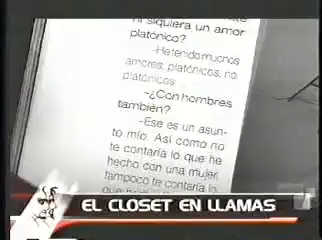 ni siquiera un amor
platónico?
-He tenido muchos
amores, platónicos, no
platónicos
-¿Con hombres
también?
-Ese es un asun-
to mío. Así como no
te contaría lo que he
hecho con una mujer,
tampoco te contaría lo
que
EL CLOSET EN LLAMAS